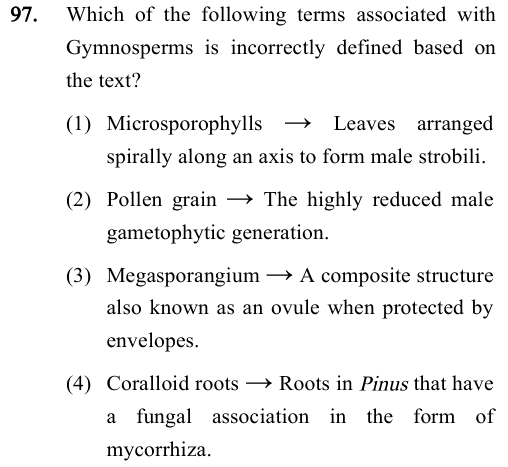 97. Which of the following terms associated with
Gymnosperms is incorrectly defined based on
the text?
(1) Microsporophylls → Leaves arranged
spirally along an axis to form male strobili.
(2) Pollen grain → The highly reduced male
gametophytic generation.
(3) Megasporangium → A composite structure
also known as an ovule when protected by
envelopes.
(4) Coralloid roots → Roots in Pinus that have
a fungal association in the form of
mycorrhiza.